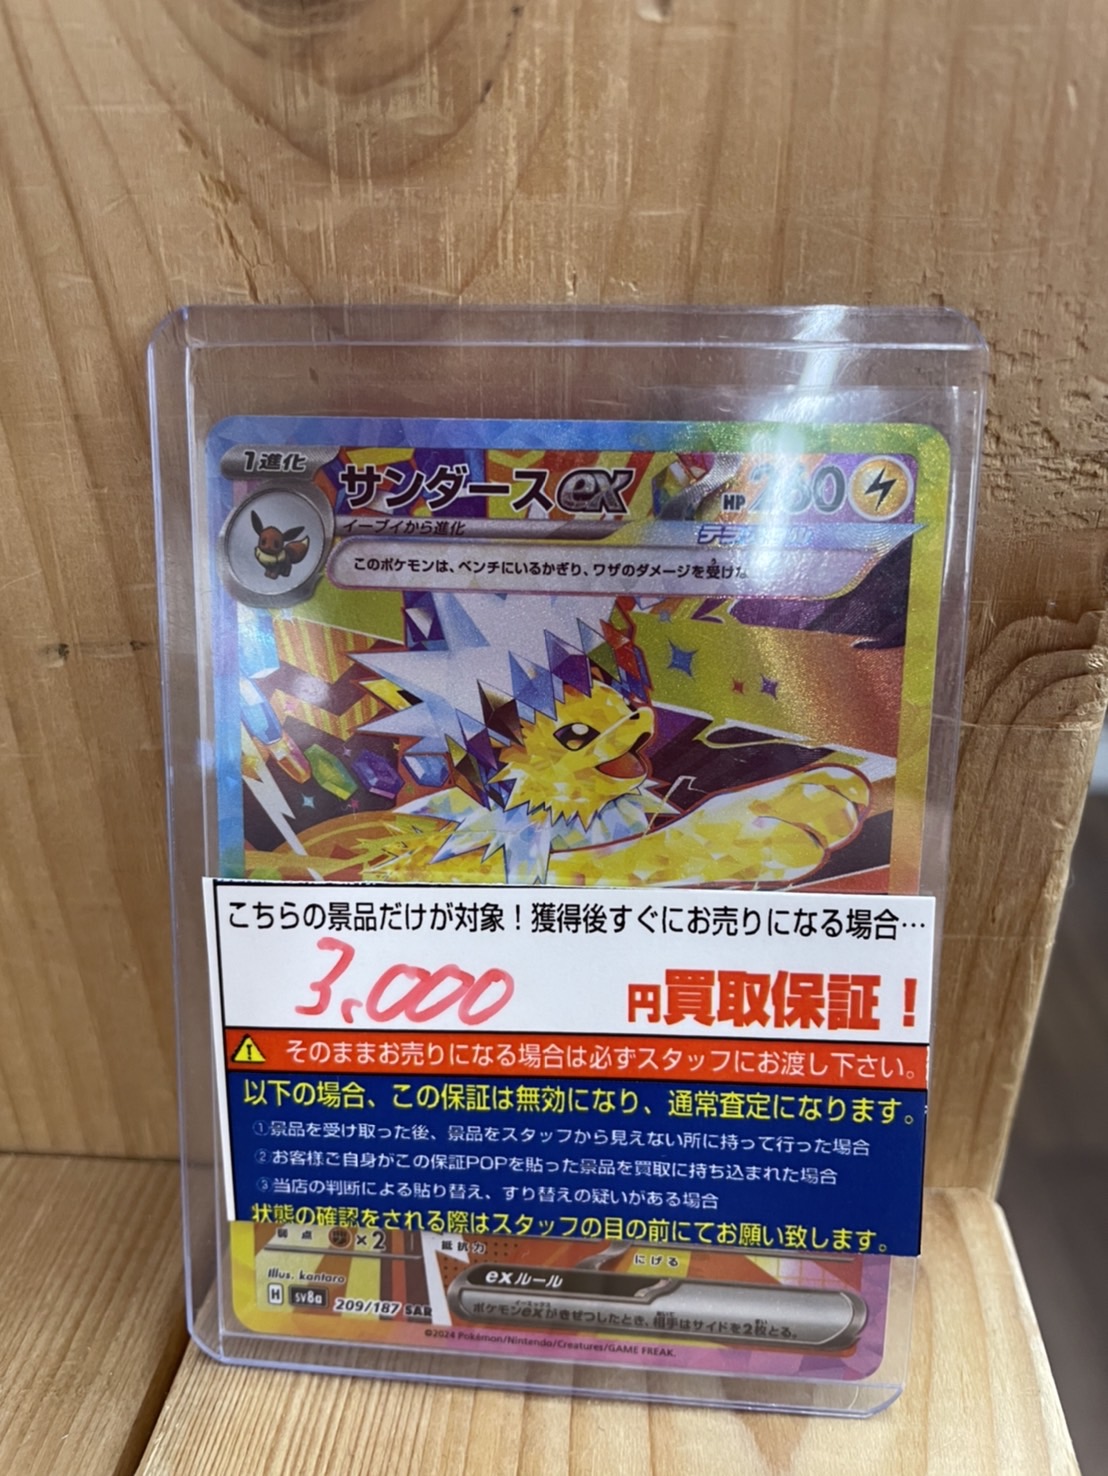 1進化
サンダースex
HP 260
イーブイから進化
このポケモンは、ベンチにいるかぎり、ワザのダメージを受けな
こちらの景品だけが対象！獲得後すぐにお売りになる場合…
3,000
円買取保証！
そのままお売りになる場合は必ずスタッフにお渡し下さい。
以下の場合、この保証は無効になり、通常査定になります。
①景品を受け取った後、景品をスタッフから見えない所に持って行った場合
②お客様ご自身がこの保証POPを貼った景品を買取に持ち込まれた場合
③当店の判断による貼り替え、すり替えの疑いがある場合
状態の確認をされる際はスタッフの目の前にてお願い致します。
弱点 ×2 抵抗力 にげる
Illus. kantaro
H sv8a 209/187 SAR
exルール
ポケモンexがきぜつしたとき、相手はサイドを2枚とる。
©2024 Pokémon/Nintendo/Creatures/GAME FREAK.